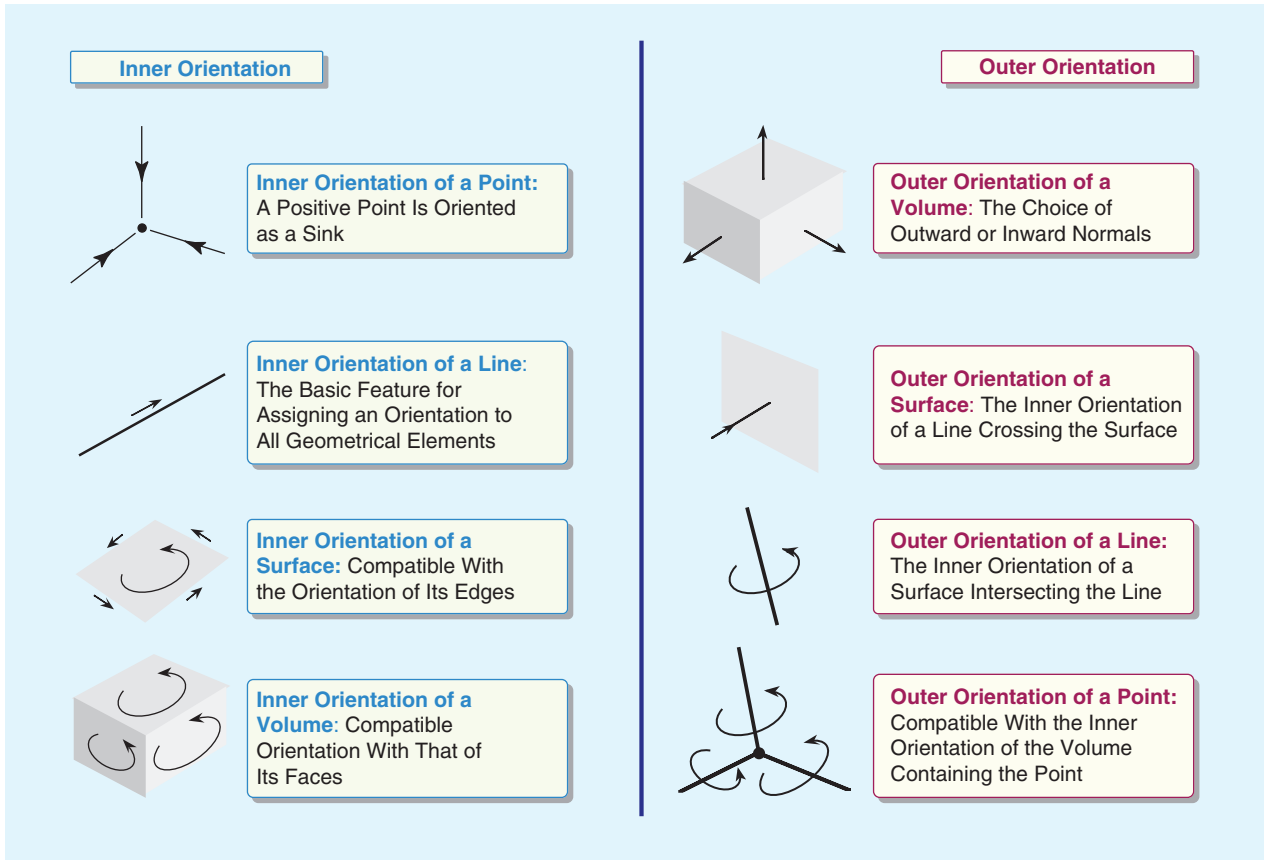 Inner Orientation
Inner Orientation of a Point:
A Positive Point Is Oriented
as a Sink
Inner Orientation of a Line:
The Basic Feature for
Assigning an Orientation to
All Geometrical Elements
Inner Orientation of a
Surface: Compatible With
the Orientation of Its Edges
Inner Orientation of a
Volume: Compatible
Orientation With That of
Its Faces
Outer Orientation
Outer Orientation of a
Volume: The Choice of
Outward or Inward Normals
Outer Orientation of a
Surface: The Inner Orientation
of a Line Crossing the Surface
Outer Orientation of a Line:
The Inner Orientation of a
Surface Intersecting the Line
Outer Orientation of a Point:
Compatible With the Inner
Orientation of the Volume
Containing the Point